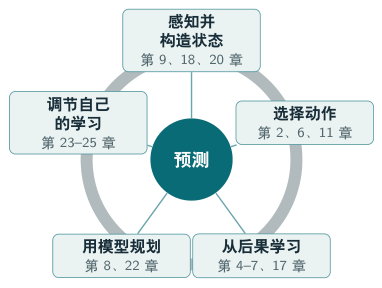 感知并
构造状态
第 9、18、20 章
选择动作
第 2、6、11 章
从后果学习
第 4–7、17 章
用模型规划
第 8、22 章
调节自己
的学习
第 23–25 章
预测